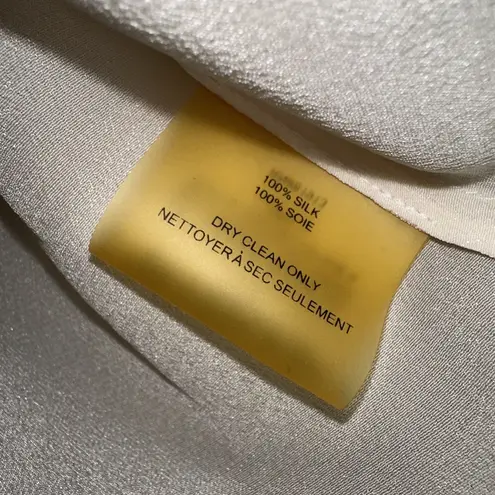 100% SILK
100% SOIE
DRY CLEAN ONLY
NETTOYER À SEC SEULEMENT